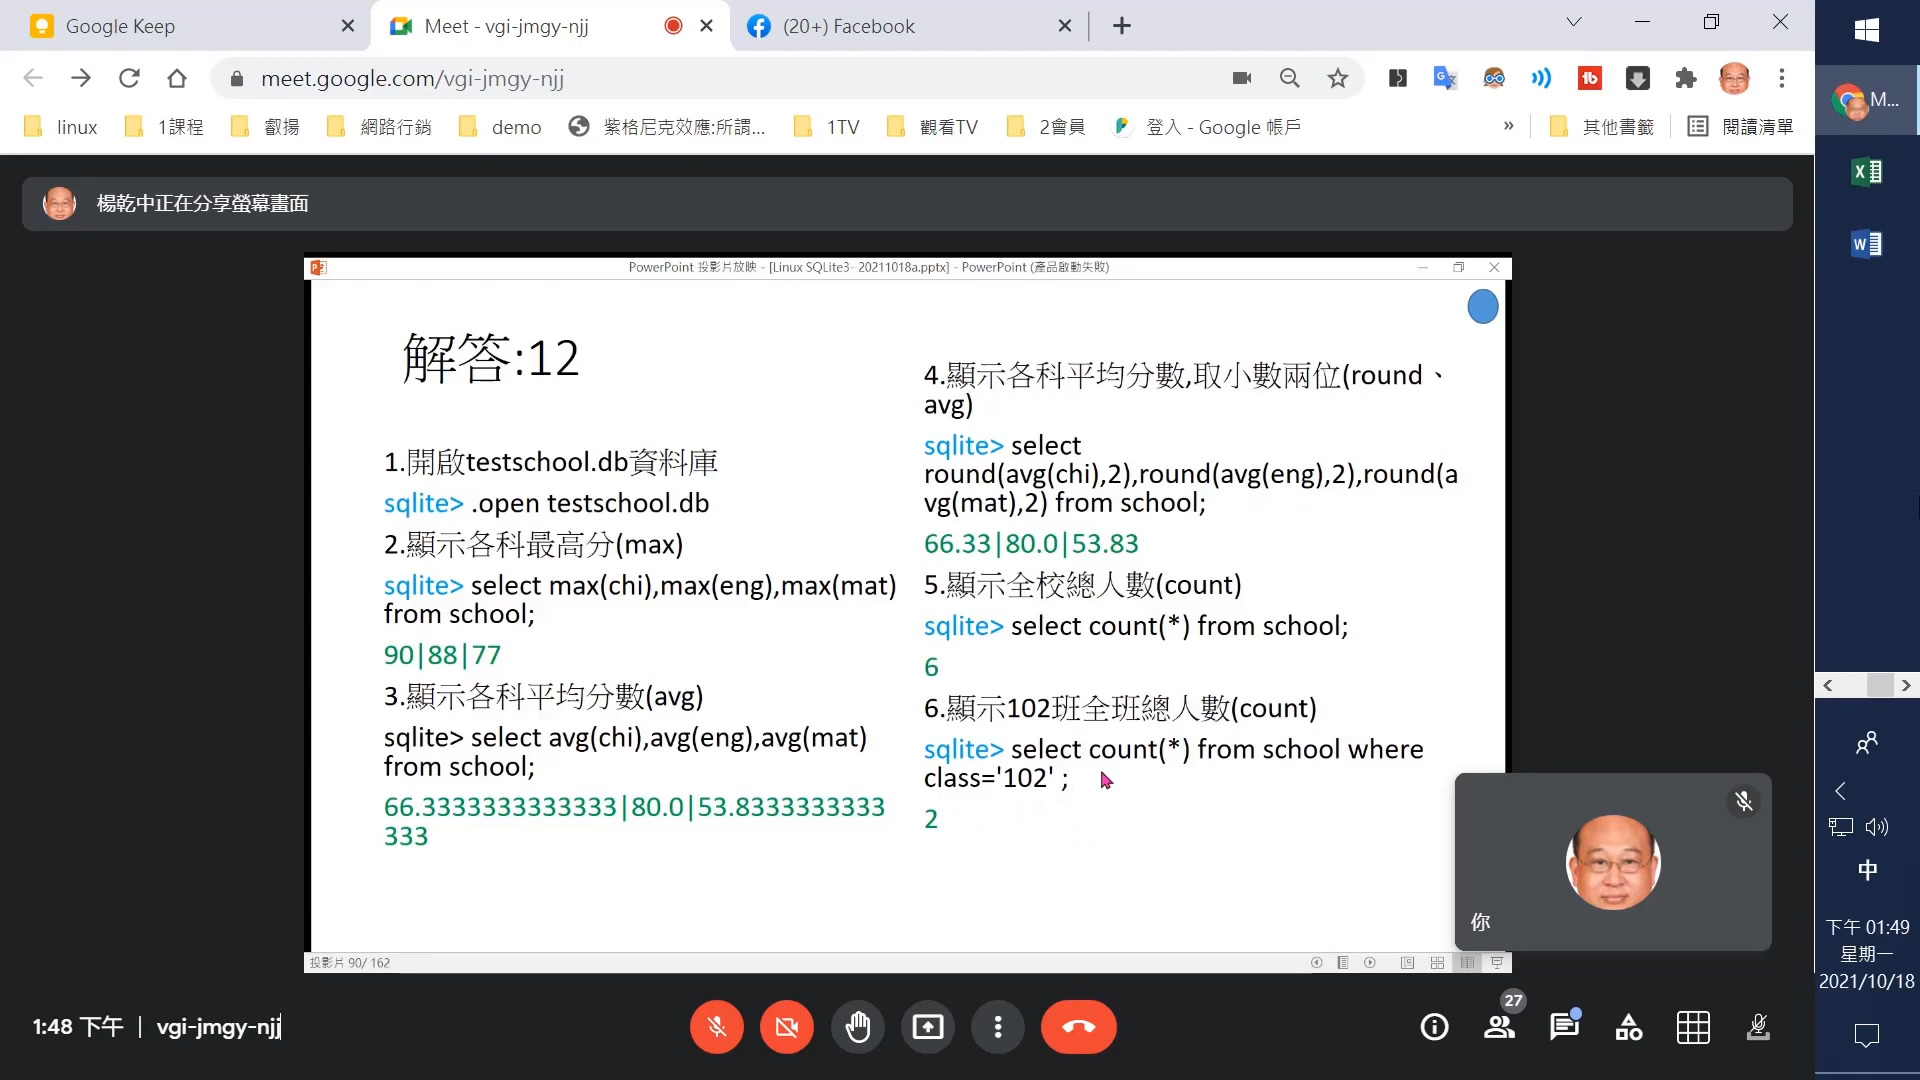 Google Keep
Meet - vgi-jmgy-njj
(20+) Facebook
meet.google.com/vgi-jmgy-njj
linux
1課程
叡揚
網路行銷
demo
紫格尼克效應:所謂...
1TV
觀看TV
2會員
登入 - Google 帳戶
»
其他書籤
閱讀清單
M...
楊乾中正在分享螢幕畫面
PowerPoint 投影片放映 - [Linux SQLite3- 20211018a.pptx] - PowerPoint (產品啟動失敗)
解答:12
1.開啟testschool.db資料庫
sqlite> .open testschool.db
2.顯示各科最高分(max)
sqlite> select max(chi),max(eng),max(mat)
from school;
90|88|77
3.顯示各科平均分數(avg)
sqlite> select avg(chi),avg(eng),avg(mat)
from school;
66.3333333333333|80.0|53.8333333333
333
4.顯示各科平均分數,取小數兩位(round、
avg)
sqlite> select
round(avg(chi),2),round(avg(eng),2),round(a
vg(mat),2) from school;
66.33|80.0|53.83
5.顯示全校總人數(count)
sqlite> select count(*) from school;
6
6.顯示102班全班總人數(count)
sqlite> select count(*) from school where
class='102' ;
2
你
投影片 90/ 162
1:48 下午 | vgi-jmgy-njj
27
中
下午 01:49
星期一
2021/10/18